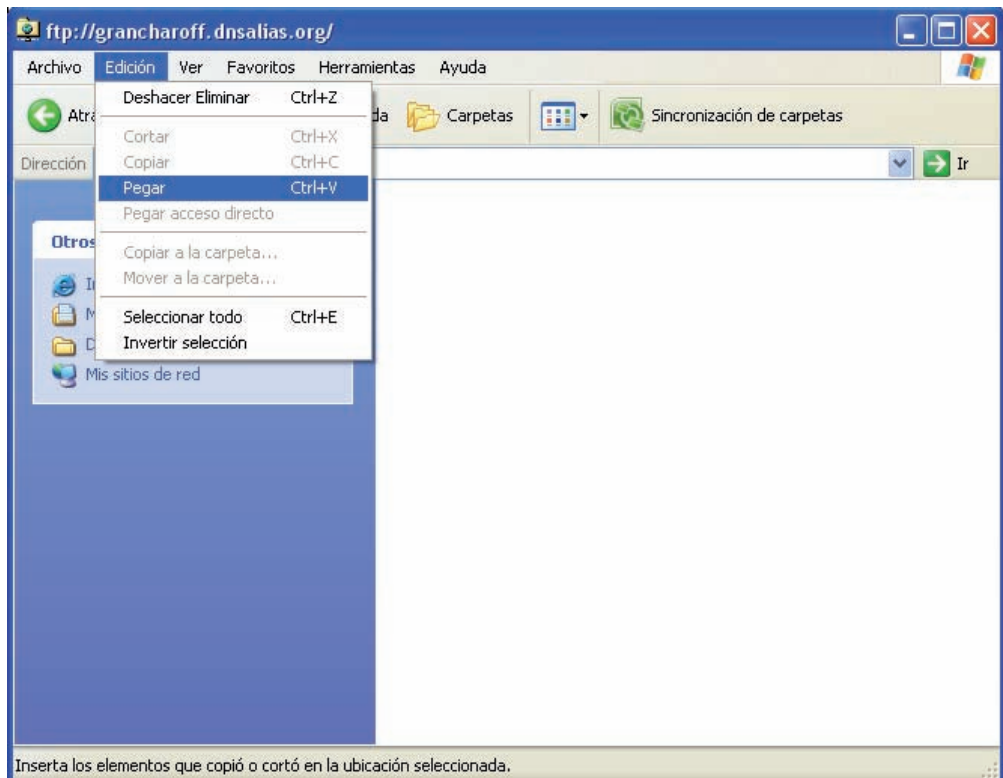 ftp://grancharoff.dnsalias.org/
Archivo Edición Ver Favoritos Herramientas Ayuda
Carpetas Sincronización de carpetas
Dirección Ir
Deshacer Eliminar Ctrl+Z
Cortar Ctrl+X
Copiar Ctrl+C
Pegar Ctrl+V
Pegar acceso directo
Copiar a la carpeta...
Mover a la carpeta...
Seleccionar todo Ctrl+E
Invertir selección
Otros
Mis sitios de red
Inserta los elementos que copió o cortó en la ubicación seleccionada.